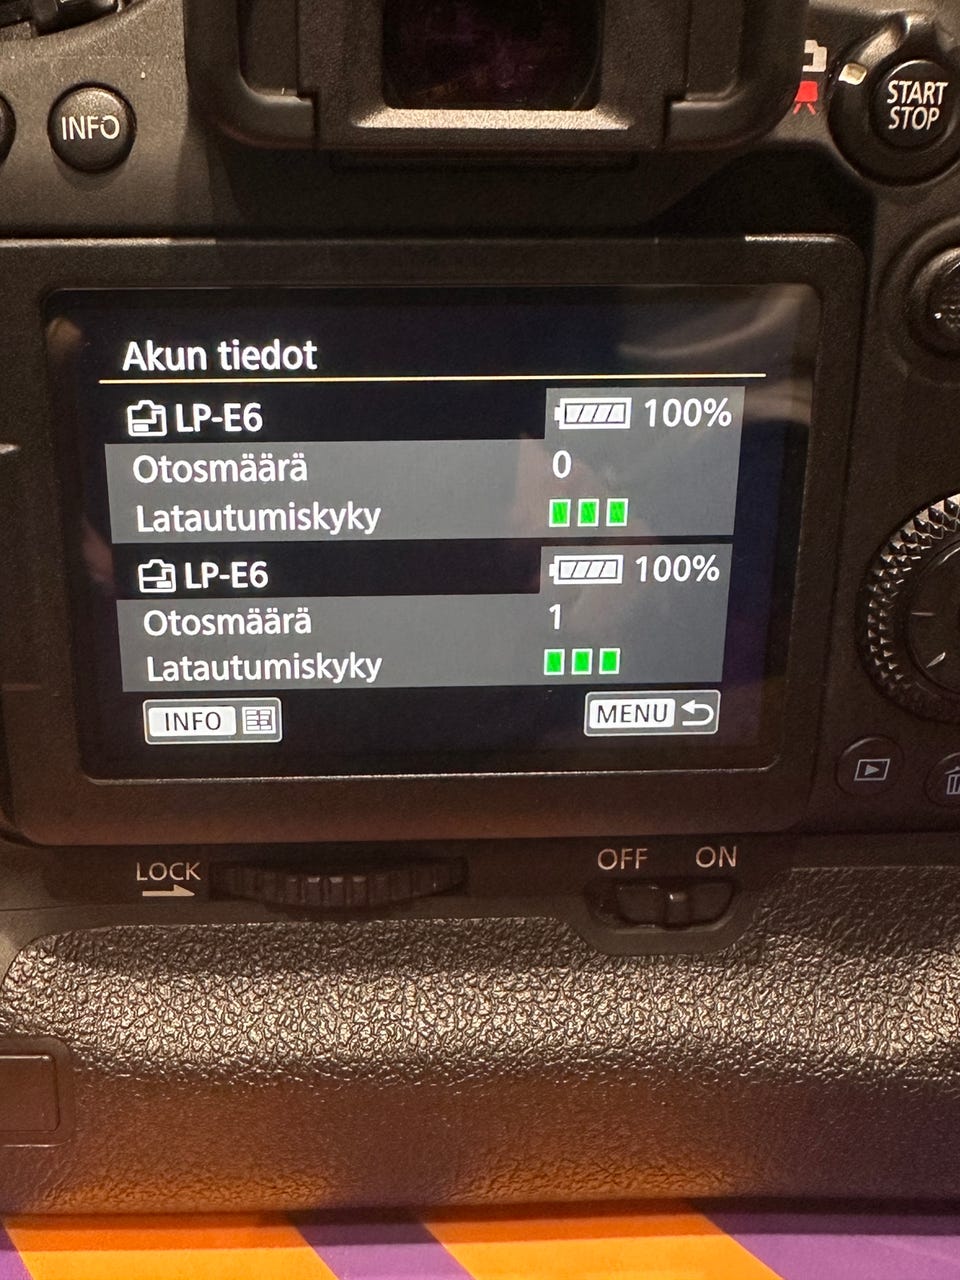 INFO
START
STOP
Akun tiedot
LP-E6 100%
Otosmäärä 0
Latautumiskyky
LP-E6 100%
Otosmäärä 1
Latautumiskyky
INFO MENU
LOCK
OFF ON